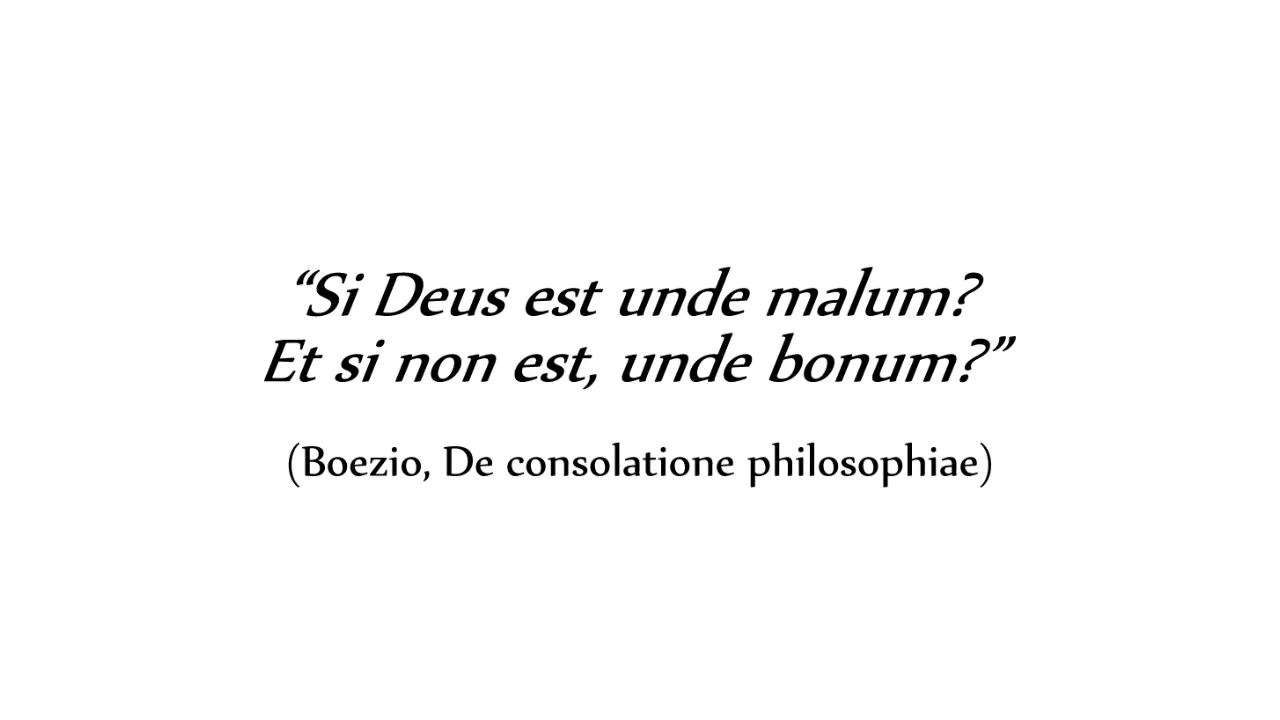 “Si Deus est unde malum?
Et si non est, unde bonum?”
(Boezio, De consolatione philosophiae)